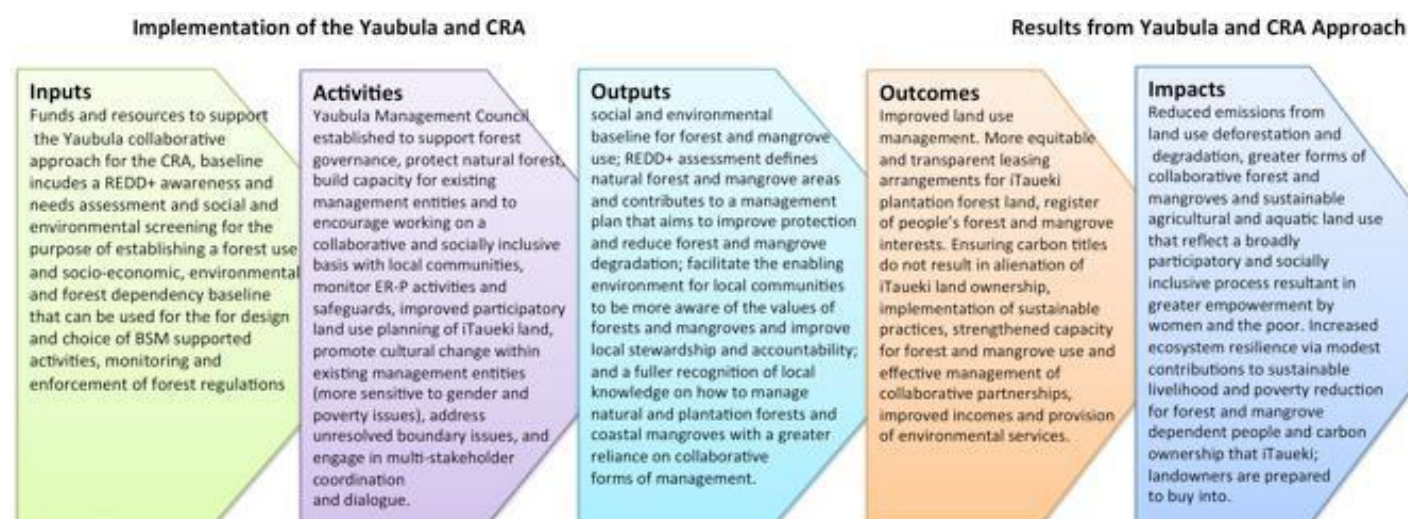 Implementation of the Yaubula and CRA
Results from Yaubula and CRA Approach
Inputs
Funds and resources to support
the Yaubula collaborative
approach for the CRA, baseline
incudes a REDD+ awareness and
needs assessment and social and
environmental screening for the
purpose of establishing a forest use
and socio-economic, environmental
and forest dependency baseline
that can be used for the for design
and choice of BSM supported
activities, monitoring and
enforcement of forest regulations
Activities
Yaubula Management Council
established to support forest
governance, protect natural forest,
build capacity for existing
management entities and to
encourage working on a
collaborative and socially inclusive
basis with local communities,
monitor ER-P activities and
safeguards, improved participatory
land use planning of iTaueki land,
promote cultural change within
existing management entities
(more sensitive to gender and
poverty issues), address
unresolved boundary issues, and
engage in multi-stakeholder
coordination
and dialogue.
Outputs
social and environmental
baseline for forest and mangrove
use; REDD+ assessment defines
natural forest and mangrove areas
and contributes to a management
plan that aims to improve protection
and reduce forest and mangrove
degradation; facilitate the enabling
environment for local communities
to be more aware of the values of
forests and mangroves and improve
local stewardship and accountability;
and a fuller recognition of local
knowledge on how to manage
natural and plantation forests and
coastal mangroves with a greater
reliance on collaborative
forms of management.
Outcomes
Improved land use
management. More equitable
and transparent leasing
arrangements for iTaueki
plantation forest land, register
of people's forest and mangrove
interests. Ensuring carbon titles
do not result in alienation of
iTaueki land ownership,
implementation of sustainable
practices, strengthened capacity
for forest and mangrove use and
effective management of
collaborative partnerships,
improved incomes and provision
of environmental services.
Impacts
Reduced emissions from
land use deforestation and
degradation, greater forms of
collaborative forest and
mangroves and sustainable
agricultural and aquatic land use
that reflect a broadly
participatory and socially
inclusive process resultant in
greater empowerment by
women and the poor. Increased
ecosystem resilience via modest
contributions to sustainable
livelihood and poverty reduction
for forest and mangrove
dependent people and carbon
ownership that iTaueki;
landowners are prepared
to buy into.